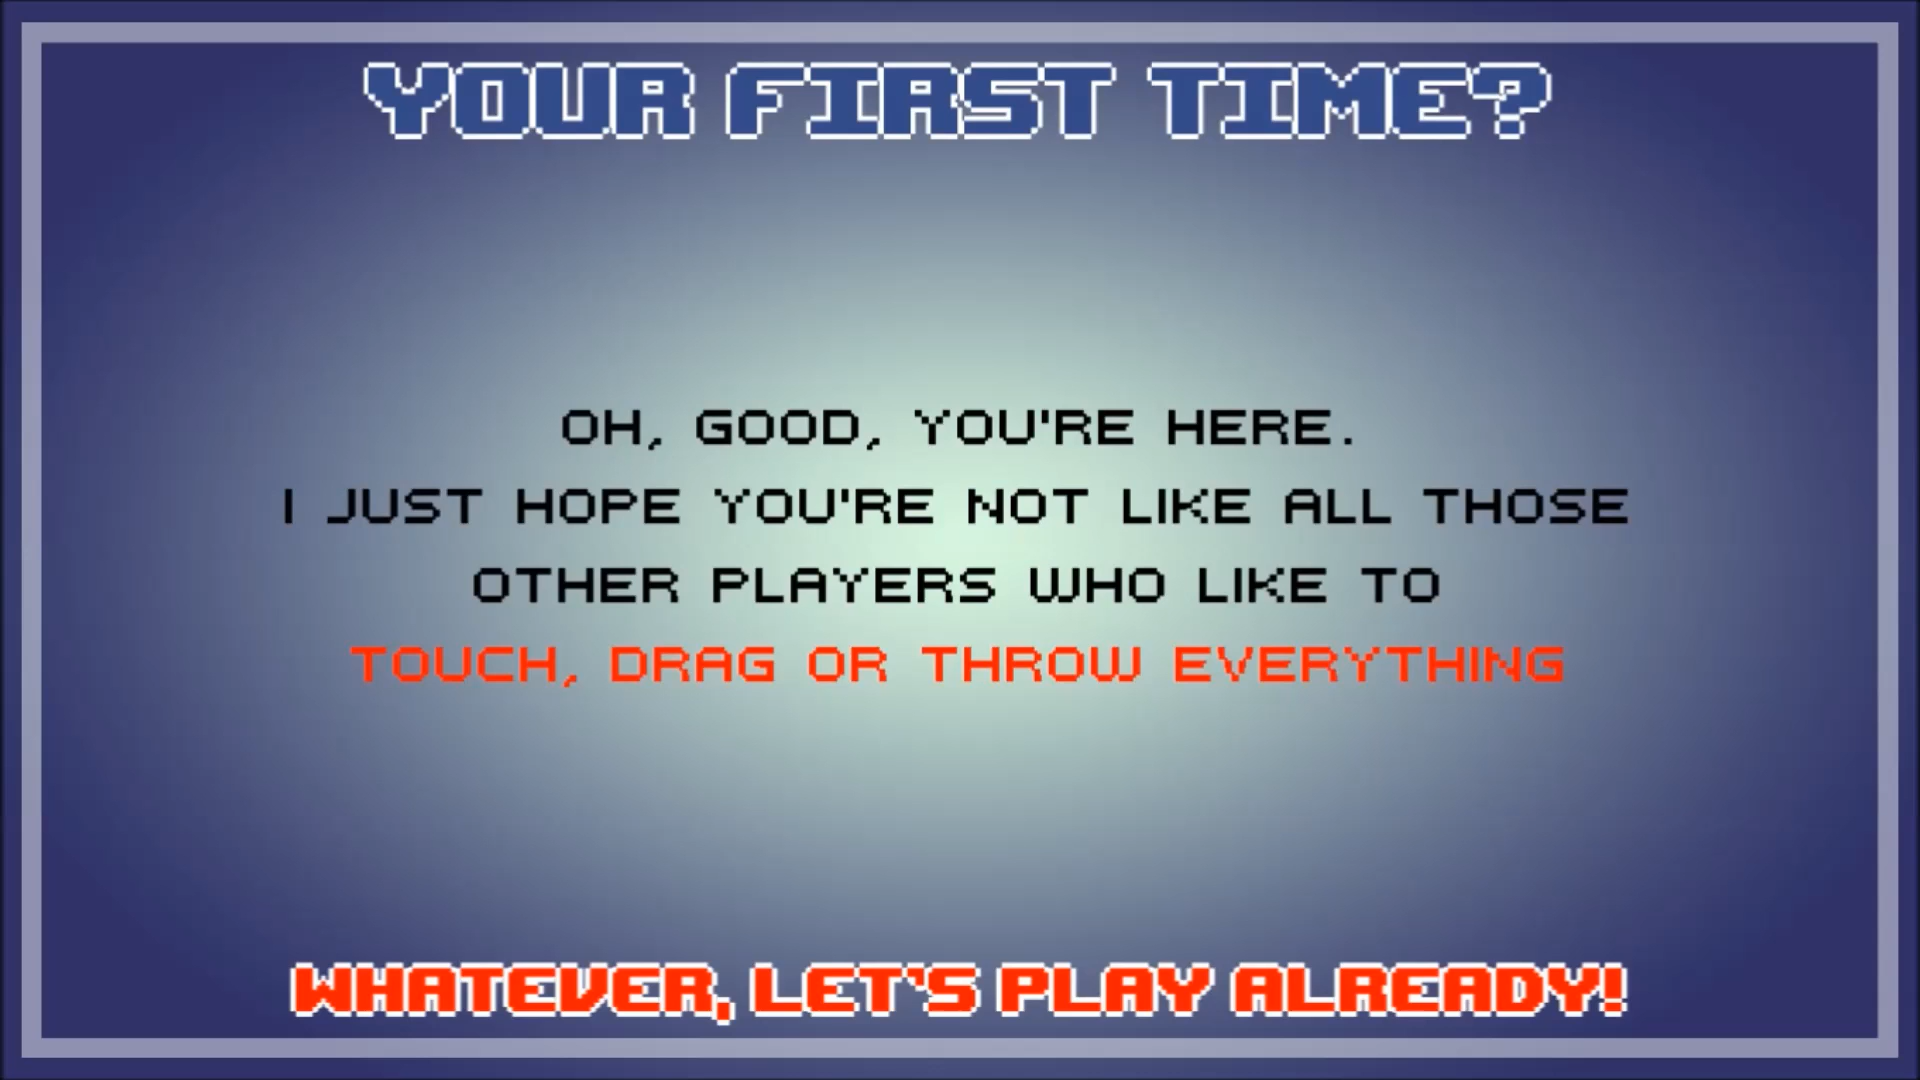 YOUR FIRST TIME?
OH, GOOD, YOU'RE HERE.
I JUST HOPE YOU'RE NOT LIKE ALL THOSE
OTHER PLAYERS WHO LIKE TO
TOUCH, DRAG OR THROW EVERYTHING
WHATEVER, LET'S PLAY ALREADY!